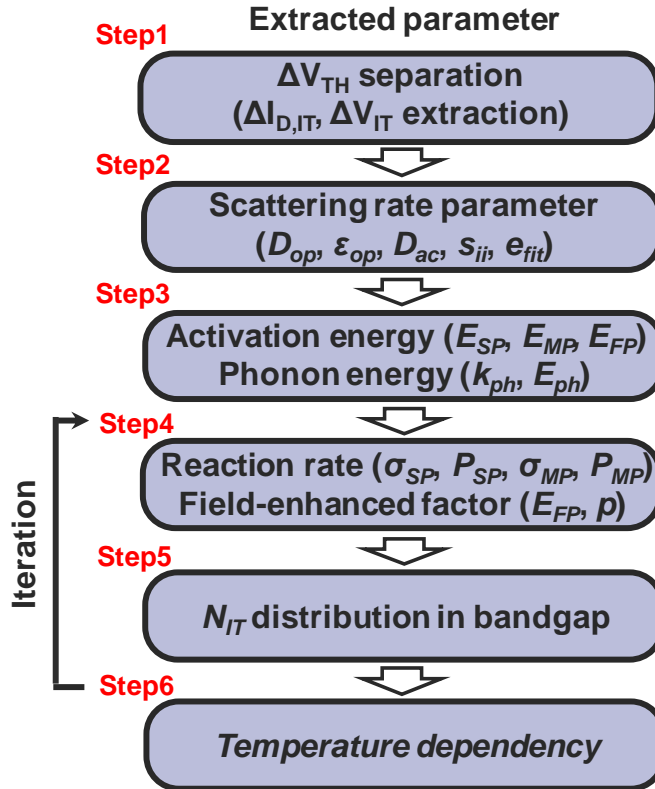 Extracted parameter
Step1
ΔV_TH separation
(ΔI_D,IT, ΔV_IT extraction)
Step2
Scattering rate parameter
(D_op, ε_op, D_ac, s_ii, e_fit)
Step3
Activation energy (E_SP, E_MP, E_FP)
Phonon energy (k_ph, E_ph)
Step4
Reaction rate (σ_SP, P_SP, σ_MP, P_MP)
Field-enhanced factor (E_FP, p)
Step5
N_IT distribution in bandgap
Step6
Temperature dependency
Iteration